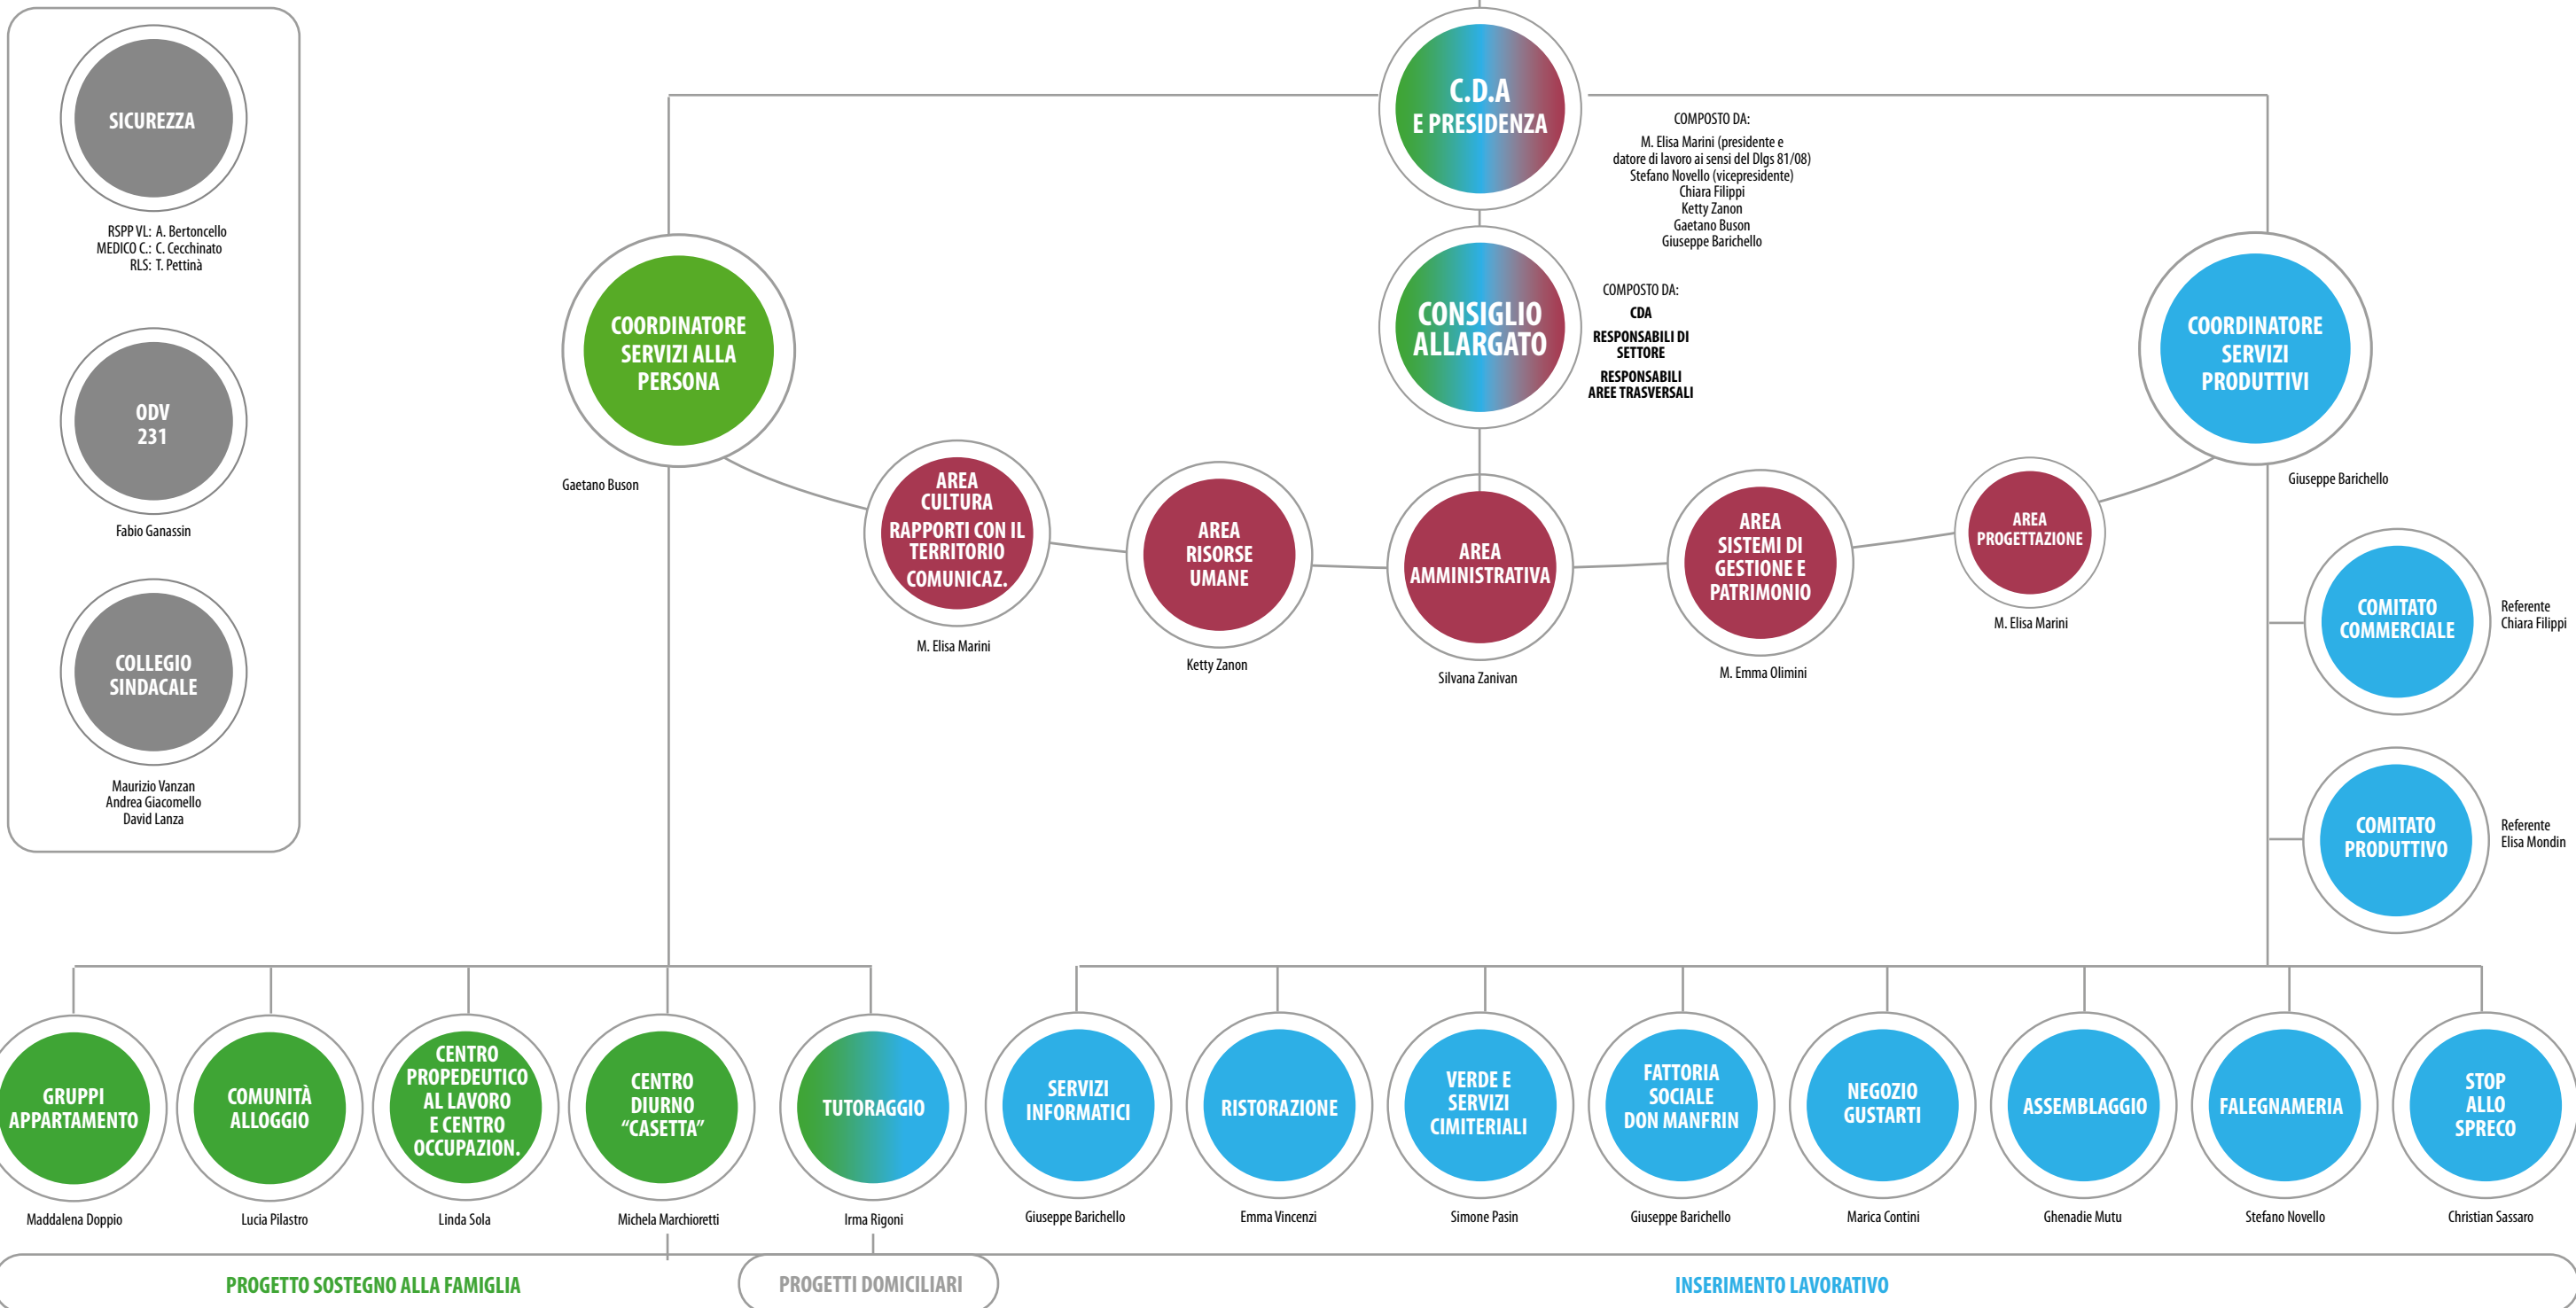 SICUREZZA
RSPP VL: A. Bertoncello
MEDICO C.: C. Cecchinato
RLS: T. Pettinà
ODV
231
Fabio Ganassin
COLLEGIO
SINDACALE
Maurizio Vanzan
Andrea Giacomello
David Lanza
C.D.A
E PRESIDENZA
COMPOSTO DA:
M. Elisa Marini (presidente e
datore di lavoro ai sensi del Dlgs 81/08)
Stefano Novello (vicepresidente)
Chiara Filippi
Ketty Zanon
Gaetano Buson
Giuseppe Barichello
CONSIGLIO
ALLARGATO
COMPOSTO DA:
CDA
RESPONSABILI DI
SETTORE
RESPONSABILI
AREE TRASVERSALI
COORDINATORE
SERVIZI ALLA
PERSONA
Gaetano Buson
COORDINATORE
SERVIZI
PRODUTTIVI
Giuseppe Barichello
AREA
CULTURA
RAPPORTI CON IL
TERRITORIO
COMUNICAZ.
M. Elisa Marini
AREA
RISORSE
UMANE
Ketty Zanon
AREA
AMMINISTRATIVA
Silvana Zanivan
AREA
SISTEMI DI
GESTIONE E
PATRIMONIO
M. Emma Olimini
AREA
PROGETTAZIONE
M. Elisa Marini
COMITATO
COMMERCIALE
Referente
Chiara Filippi
COMITATO
PRODUTTIVO
Referente
Elisa Mondin
GRUPPI
APPARTAMENTO
Maddalena Doppio
COMUNITÀ
ALLOGGIO
Lucia Pilastro
CENTRO
PROPEDEUTICO
AL LAVORO
E CENTRO
OCCUPAZION.
Linda Sola
CENTRO
DIURNO
“CASETTA”
Michela Marchioretti
TUTORAGGIO
Irma Rigoni
SERVIZI
INFORMATICI
Giuseppe Barichello
RISTORAZIONE
Emma Vincenzi
VERDE E
SERVIZI
CIMITERIALI
Simone Pasin
FATTORIA
SOCIALE
DON MANFRIN
Giuseppe Barichello
NEGOZIO
GUSTARTI
Marica Contini
ASSEMBLAGGIO
Ghenadie Mutu
FALEGNAMERIA
Stefano Novello
STOP
ALLO
SPRECO
Christian Sassaro
PROGETTO SOSTEGNO ALLA FAMIGLIA
PROGETTI DOMICILIARI
INSERIMENTO LAVORATIVO